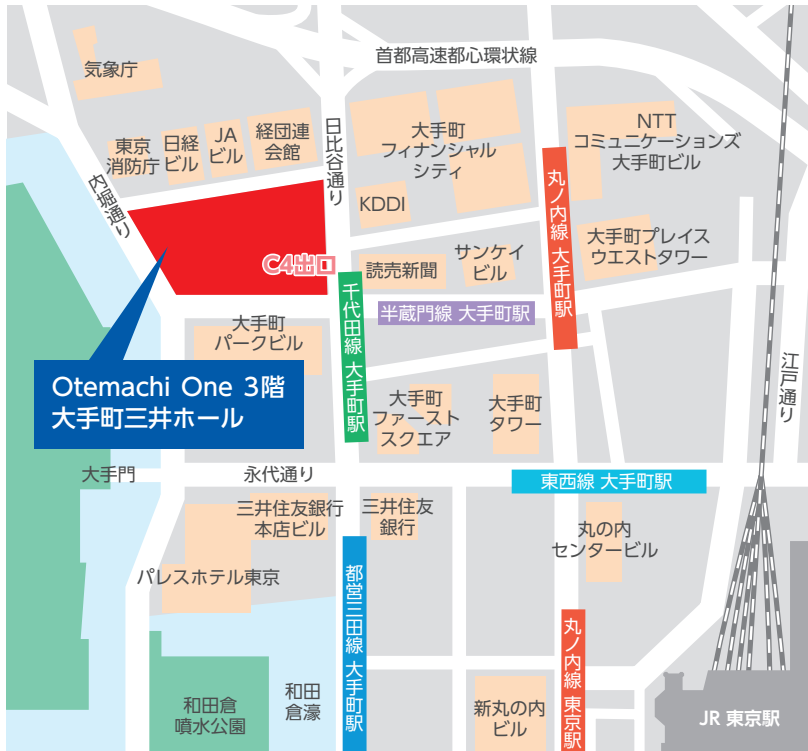 首都高速都心環状線
気象庁
東京
消防庁
日経
ビル
JA
ビル
経団連
会館
日比谷通り
大手町
フィナンシャル
シティ
NTT
コミュニケーションズ
大手町ビル
内堀通り
KDDI
丸ノ内線 大手町駅
大手町プレイス
ウエストタワー
C4出口
読売新聞
サンケイ
ビル
千代田線 大手町駅
半蔵門線 大手町駅
大手町
パークビル
江戸通り
Otemachi One 3階
大手町三井ホール
大手町
ファースト
スクエア
大手町
タワー
大手門
永代通り
東西線 大手町駅
三井住友銀行
本店ビル
三井住友
銀行
丸の内
センタービル
パレスホテル東京
都営三田線 大手町駅
丸ノ内線 東京駅
和田倉
噴水公園
和田
倉濠
新丸の内
ビル
JR 東京駅